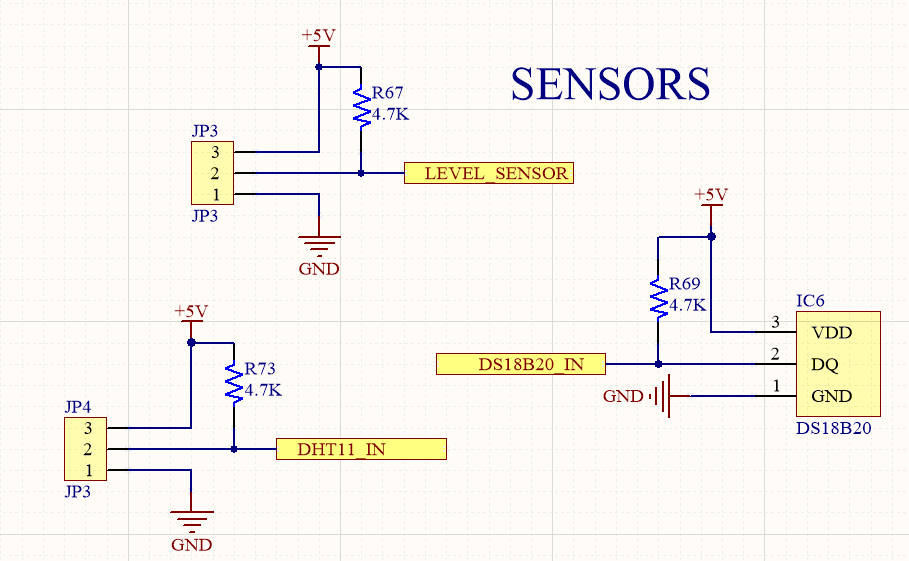 SENSORS
+5V
R67
4.7K
JP3
3
2
1
JP3
LEVEL_SENSOR
GND
+5V
R73
4.7K
JP4
3
2
1
JP3
DHT11_IN
GND
+5V
R69
4.7K
IC6
3
VDD
2
DQ
1
GND
DS18B20
DS18B20_IN
GND